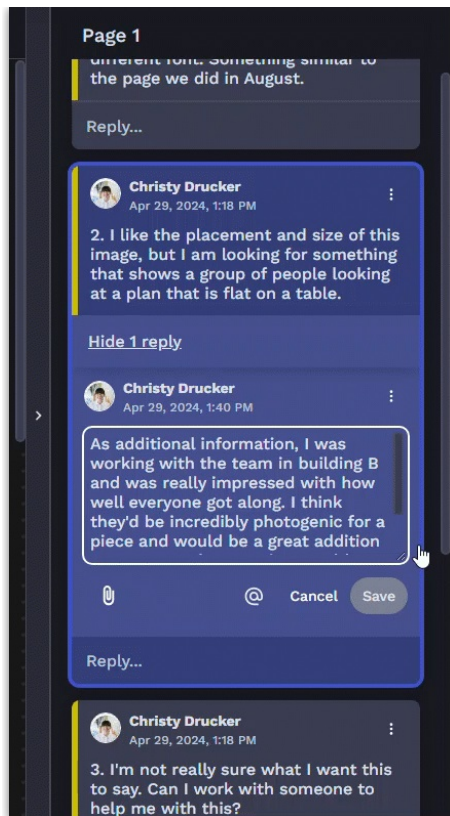 Page 1
different font. Something similar to
the page we did in August.
Reply...
Christy Drucker
Apr 29, 2024, 1:18 PM
2. I like the placement and size of this
image, but I am looking for something
that shows a group of people looking
at a plan that is flat on a table.
Hide 1 reply
Christy Drucker
Apr 29, 2024, 1:40 PM
As additional information, I was
working with the team in building B
and was really impressed with how
well everyone got along. I think
they'd be incredibly photogenic for a
piece and would be a great addition
@ Cancel Save
Reply...
Christy Drucker
Apr 29, 2024, 1:18 PM
3. I'm not really sure what I want this
to say. Can I work with someone to
help me with this?